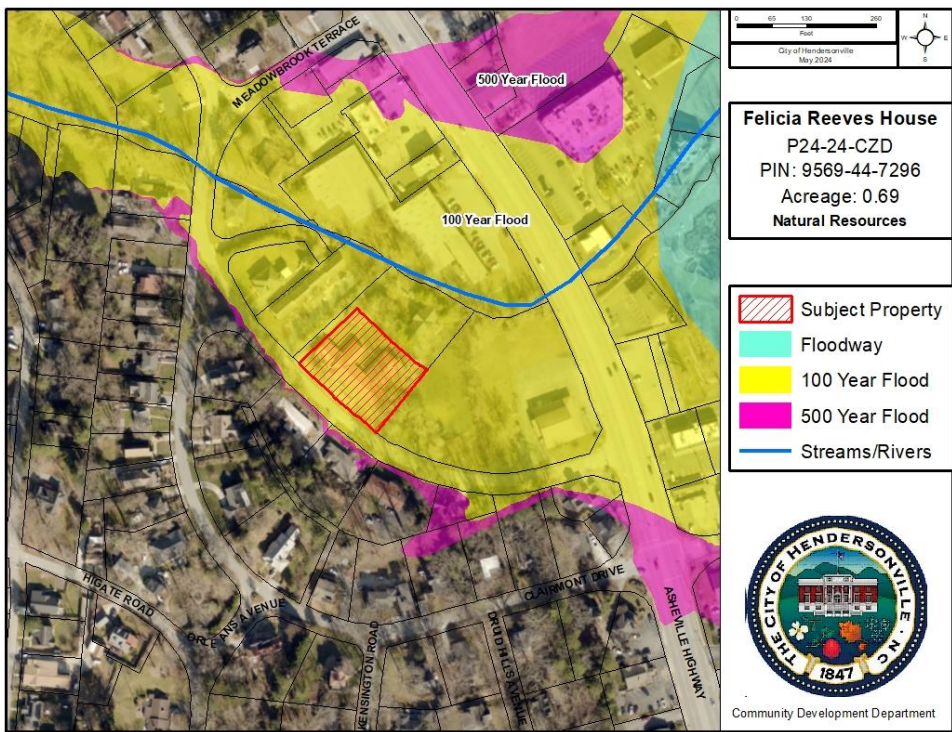 0 65 130 260
Feet
City of Hendersonville
May 2024
N
W E
S
Felicia Reeves House
P24-24-CZD
PIN: 9569-44-7296
Acreage: 0.69
Natural Resources
Subject Property
Floodway
100 Year Flood
500 Year Flood
Streams/Rivers
THE CITY OF HENDERSONVILLE · NC
1847
Community Development Department
MEADOWBROOK TERRACE
500 Year Flood
100 Year Flood
HIGATE ROAD
ORLEANS AVENUE
KENSINGTON ROAD
DRUID HILLS AVENUE
CLAIRMONT DRIVE
ASHEVILLE HIGHWAY